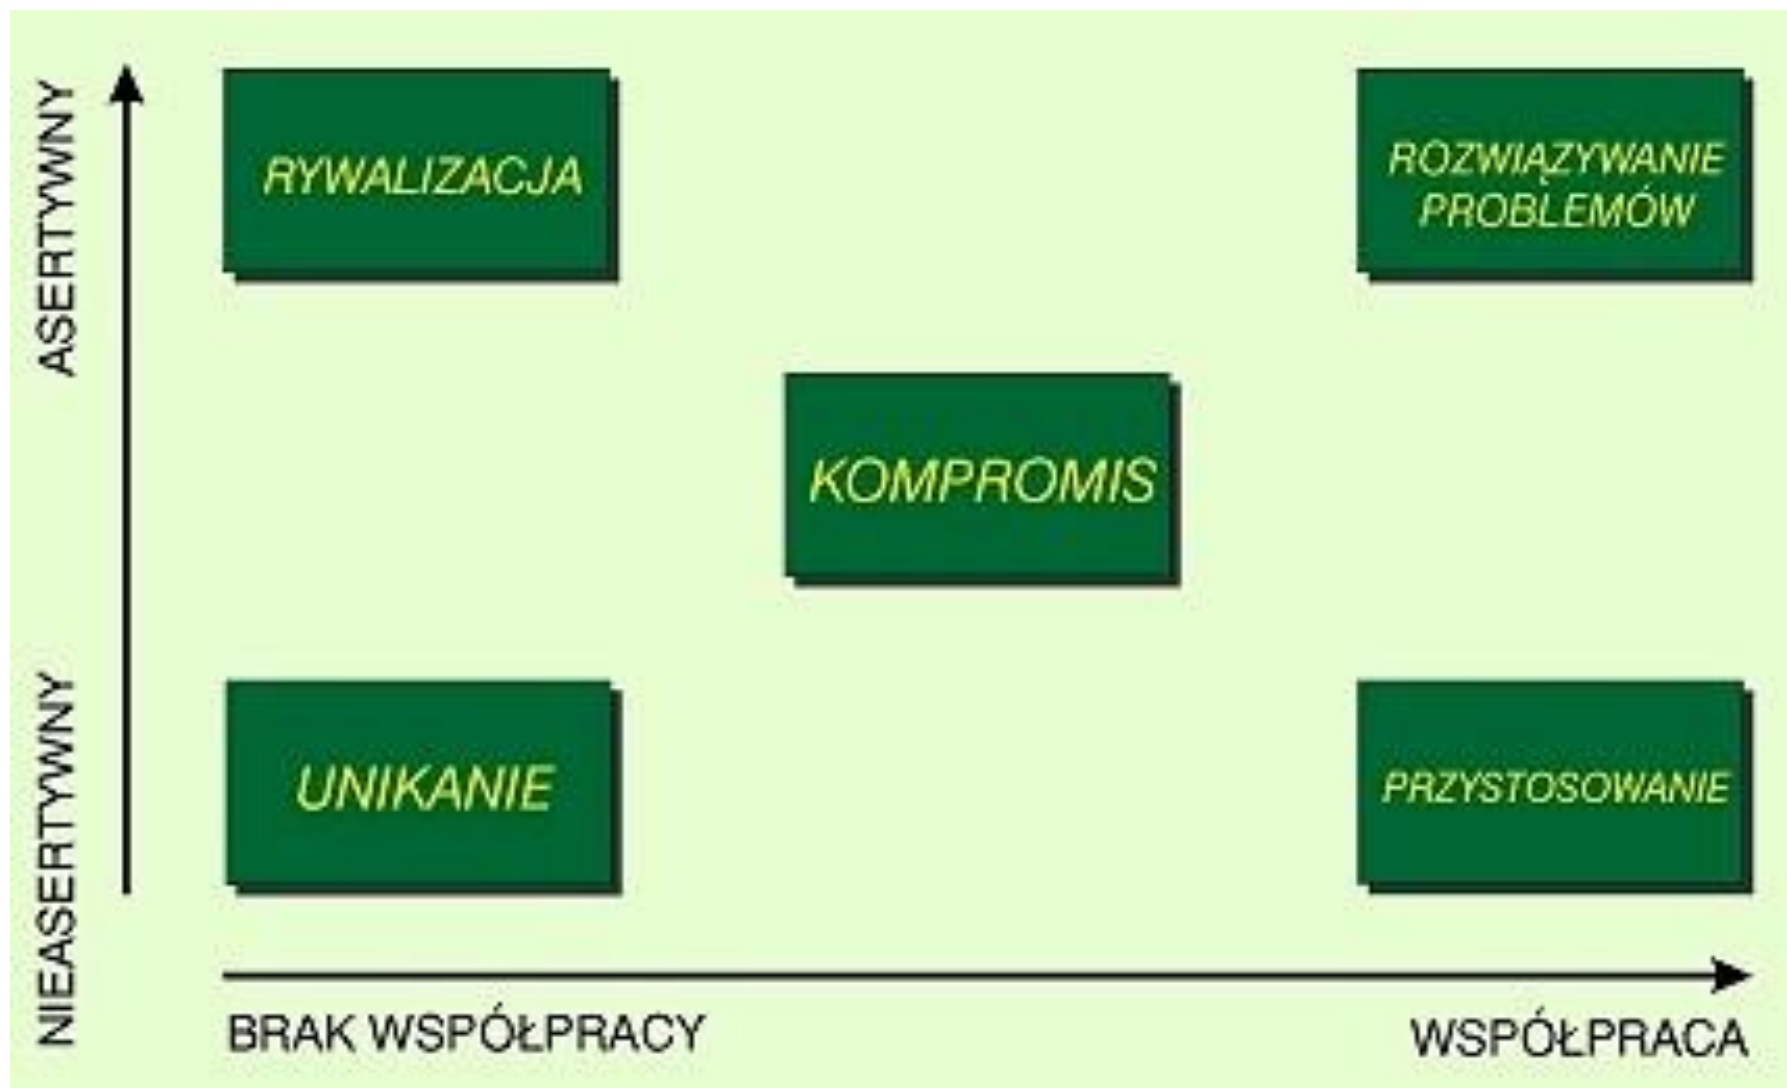 ASERTYWNY
RYWALIZACJA
ROZWIĄZYWANIE
PROBLEMÓW
KOMPROMIS
NIEASERTYWNY
UNIKANIE
PRZYSTOSOWANIE
BRAK WSPÓŁPRACY
WSPÓŁPRACA